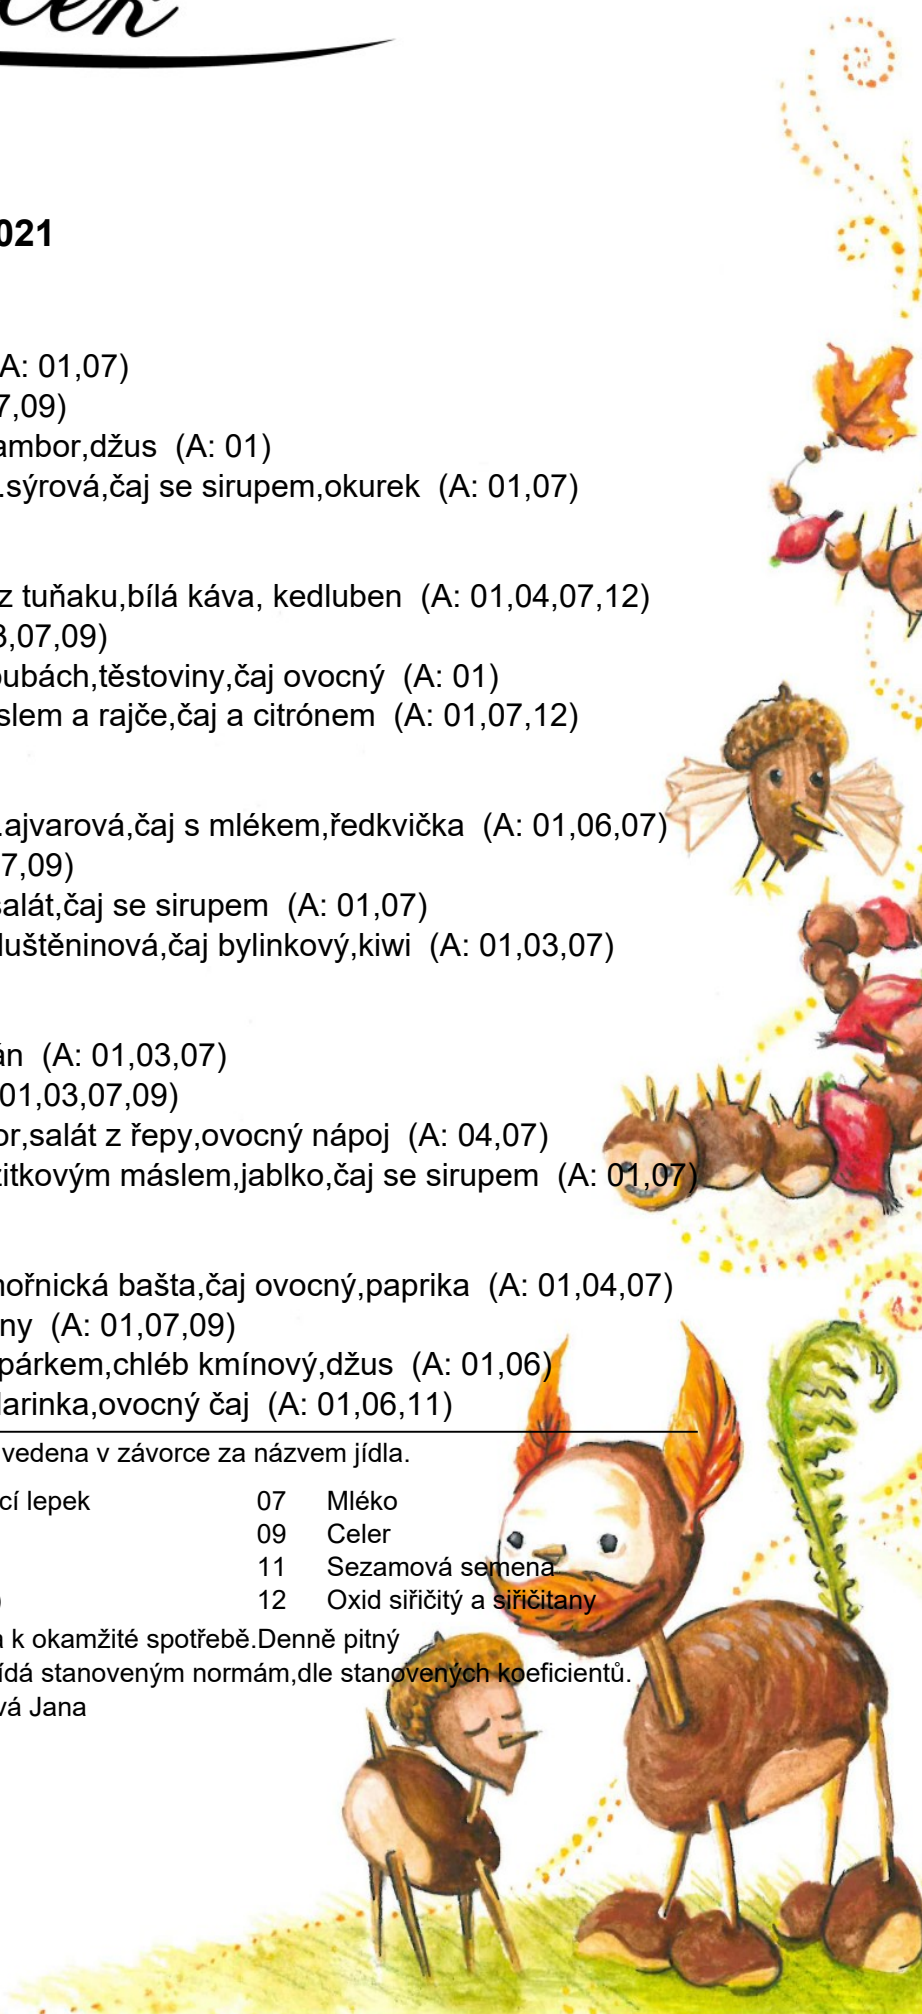 ček
021
A: 01,07)
7,09)
ambor,džus (A: 01)
.sýrová,čaj se sirupem,okurek (A: 01,07)
z tuňaku,bílá káva, kedluben (A: 01,04,07,12)
3,07,09)
oubách,těstoviny,čaj ovocný (A: 01)
slem a rajče,čaj a citrónem (A: 01,07,12)
.ajvarová,čaj s mlékem,ředkvička (A: 01,06,07)
7,09)
salát,čaj se sirupem (A: 01,07)
luštěninová,čaj bylinkový,kiwi (A: 01,03,07)
án (A: 01,03,07)
01,03,07,09)
or,salát z řepy,ovocný nápoj (A: 04,07)
zitkovým máslem,jablko,čaj se sirupem (A: 01,07)
hořnická bašta,čaj ovocný,paprika (A: 01,04,07)
ny (A: 01,07,09)
párkem,chléb kmínový,džus (A: 01,06)
darinka,ovocný čaj (A: 01,06,11)
vedena v závorce za názvem jídla.
cí lepek 07 Mléko
09 Celer
11 Sezamová semena
) 12 Oxid siřičitý a siřičitany
a k okamžité spotřebě.Denně pitný
ídá stanoveným normám,dle stanovených koeficientů.
vá Jana